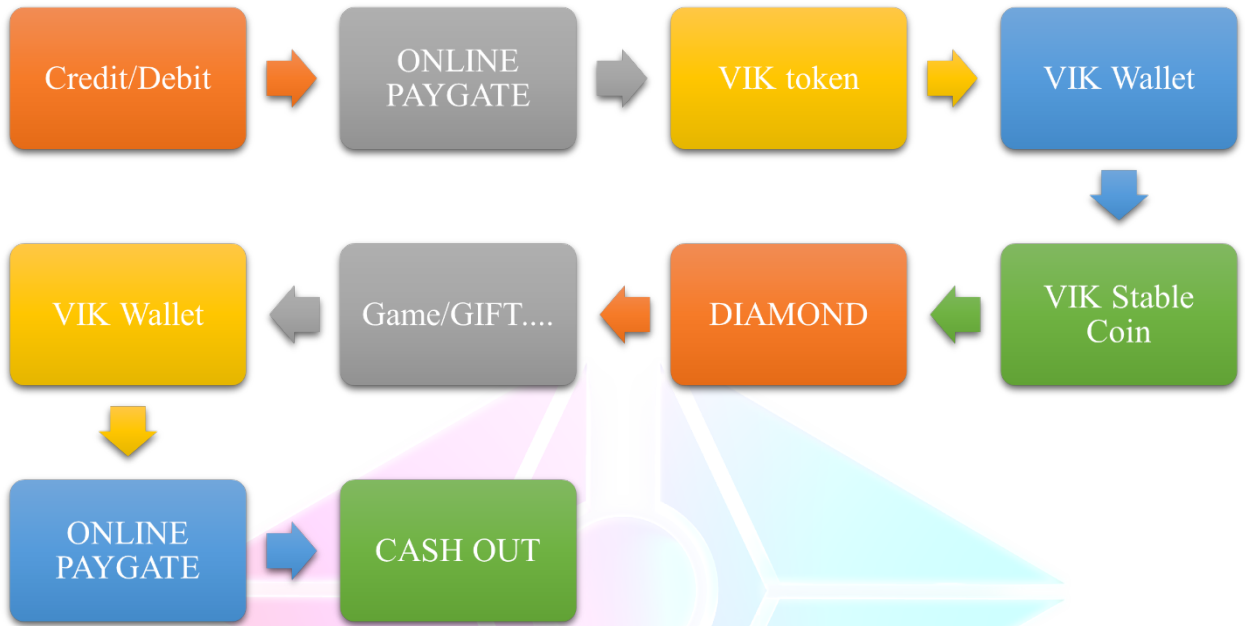 Credit/Debit
ONLINE
PAYGATE
VIK token
VIK Wallet
VIK Stable
Coin
DIAMOND
Game/GIFT....
VIK Wallet
ONLINE
PAYGATE
CASH OUT